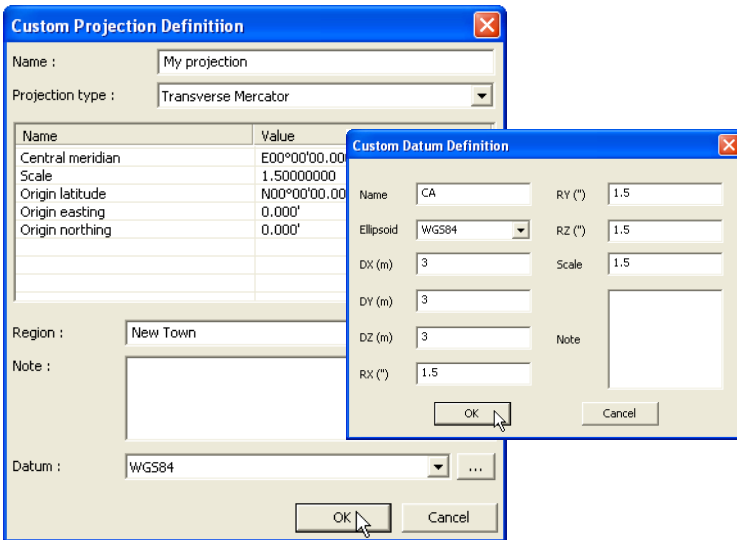 Custom Projection Definitiion
Name : My projection
Projection type : Transverse Mercator
Name Value
Central meridian E00°00'00.00
Scale 1.50000000
Origin latitude N00°00'00.00
Origin easting 0.000'
Origin northing 0.000'
Region : New Town
Note :
Datum : WGS84 ...
OK Cancel
Custom Datum Definition
Name CA RY (") 1.5
Ellipsoid WGS84 RZ (") 1.5
DX (m) 3 Scale 1.5
DY (m) 3
DZ (m) 3 Note
RX (") 1.5
OK Cancel